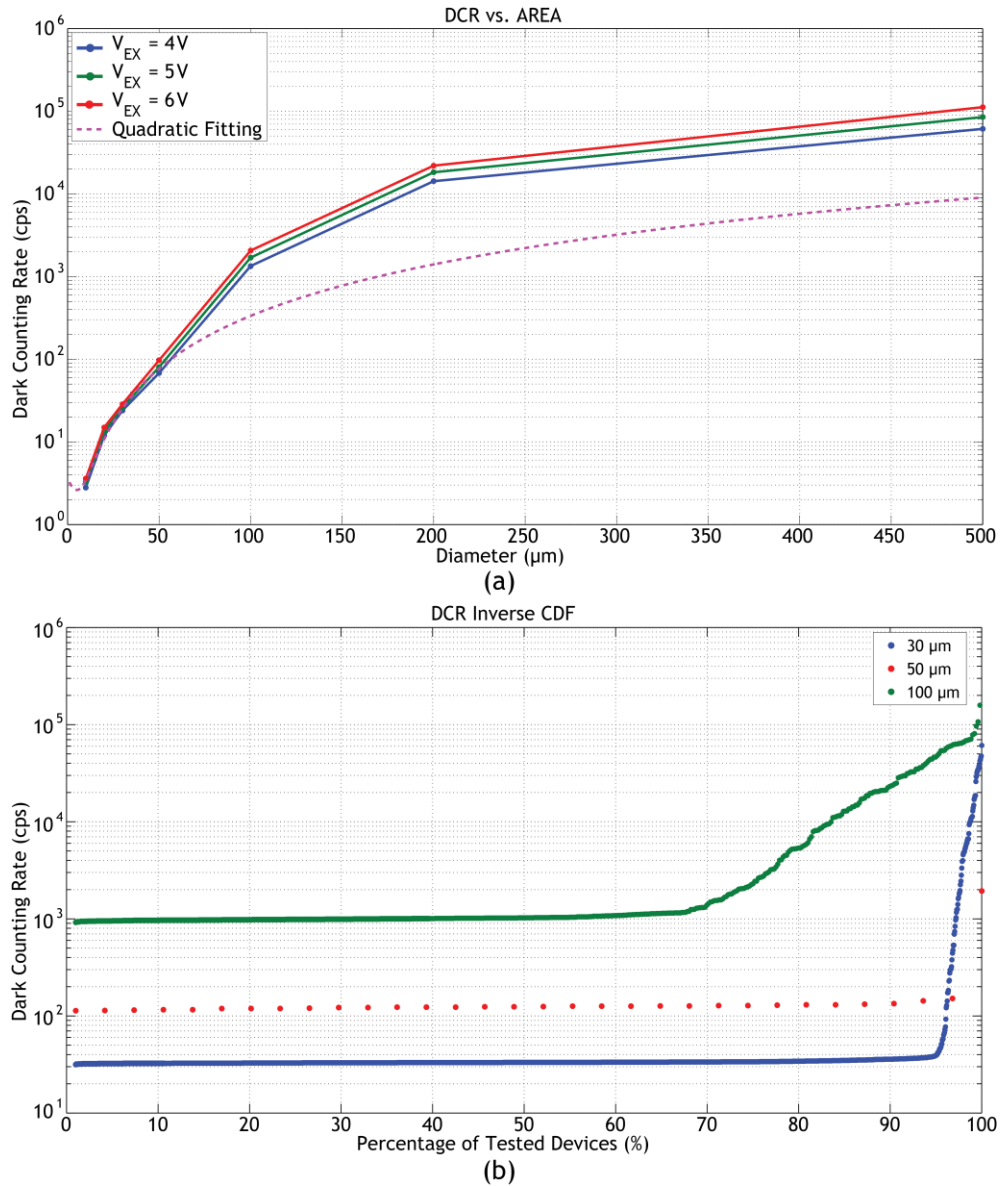 DCR vs. AREA
V_EX = 4V
V_EX = 5V
V_EX = 6V
Quadratic Fitting
Dark Counting Rate (cps)
10^6
10^5
10^4
10^3
10^2
10^1
10^0
0 50 100 150 200 250 300 350 400 450 500
Diameter (µm)
(a)
DCR Inverse CDF
30 µm
50 µm
100 µm
Dark Counting Rate (cps)
10^6
10^5
10^4
10^3
10^2
10^1
0 10 20 30 40 50 60 70 80 90 100
Percentage of Tested Devices (%)
(b)